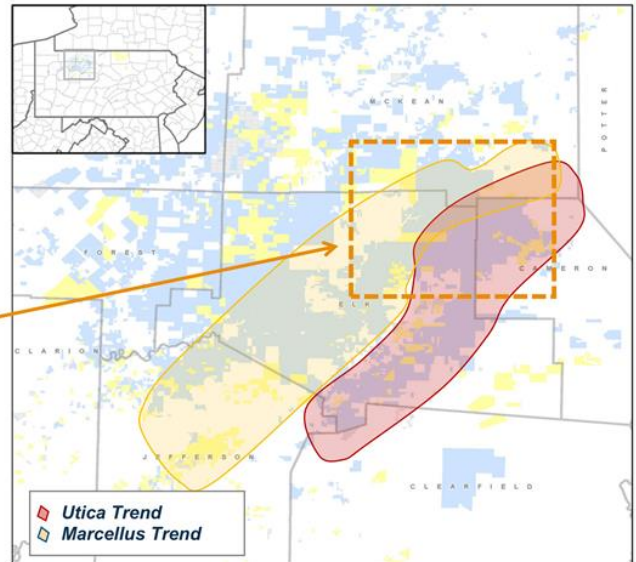 MCKEAN
POTTER
FOREST
CAMERON
ELK
CLARION
JEFFERSON
CLEARFIELD
Utica Trend
Marcellus Trend